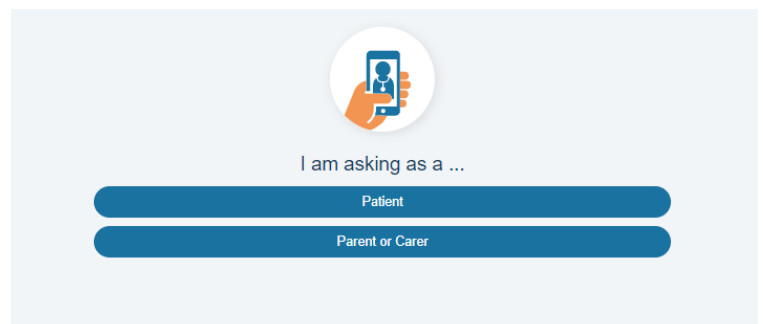 I am asking as a ...
Patient
Parent or Carer